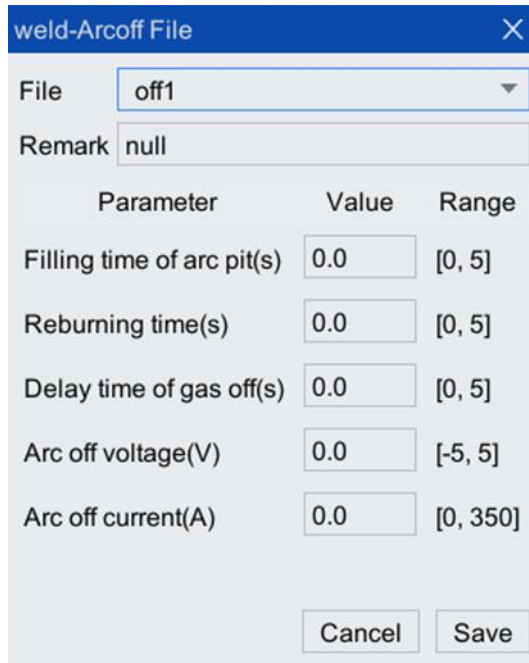 weld-Arcoff File
File off1
Remark null
Parameter Value Range
Filling time of arc pit(s) 0.0 [0, 5]
Reburning time(s) 0.0 [0, 5]
Delay time of gas off(s) 0.0 [0, 5]
Arc off voltage(V) 0.0 [-5, 5]
Arc off current(A) 0.0 [0, 350]
Cancel Save